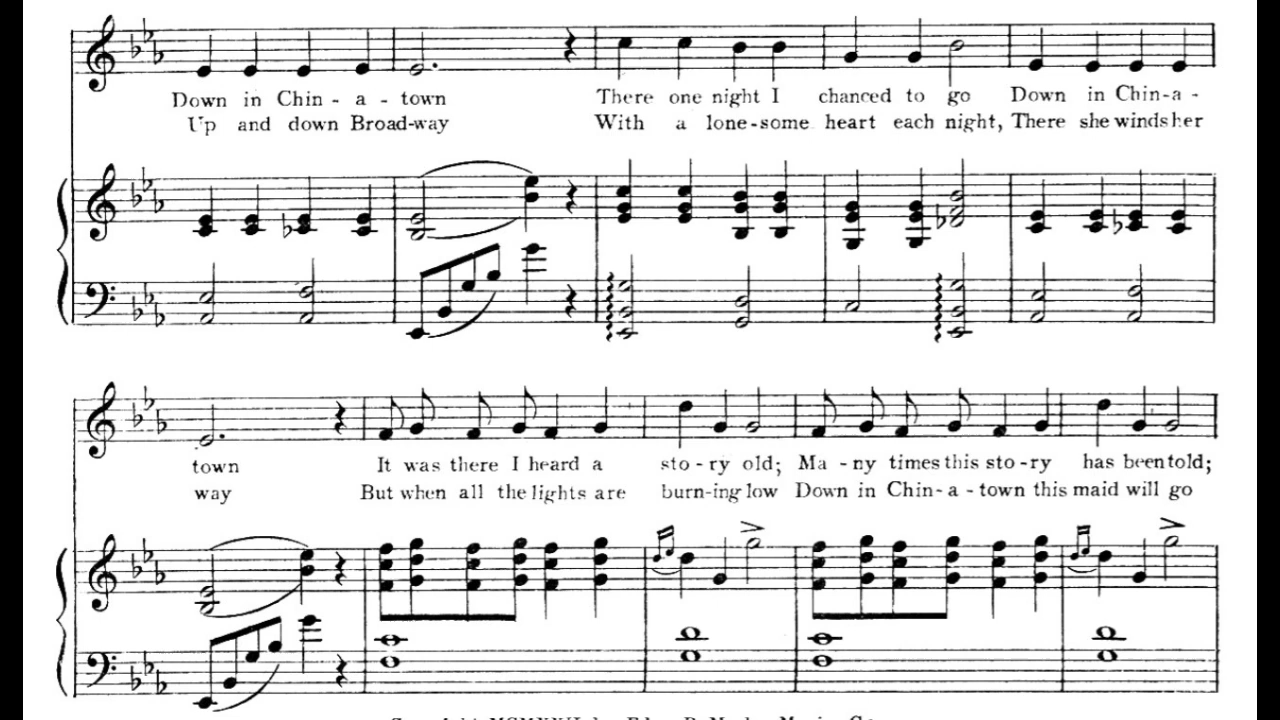 Down in Chin - a - town There one night I chanced to go Down in Chin-a -
Up and down Broad-way With a lone-some heart each night, There she winds her
town It was there I heard a sto - ry old; Ma - ny times this sto - ry has been told;
way But when all the lights are burn-ing low Down in Chin - a - town this maid will go